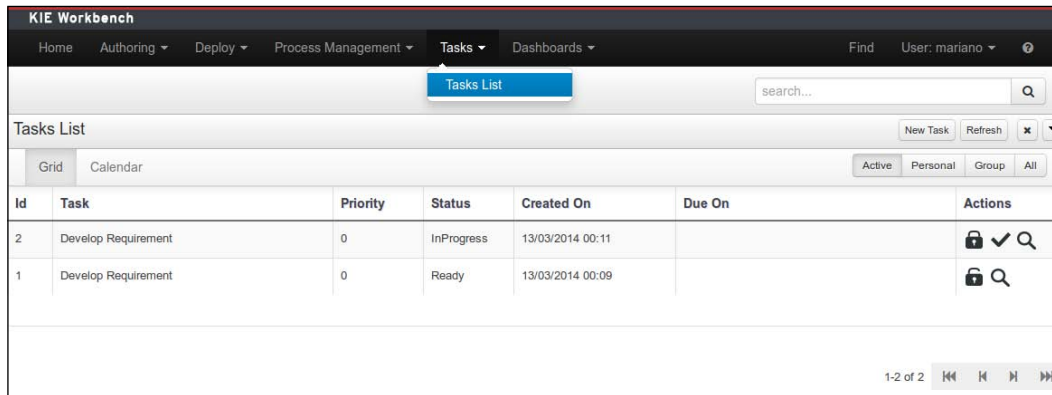 KIE Workbench
Home Authoring Deploy Process Management Tasks Dashboards Find User: mariano
Tasks List
search...
Tasks List New Task Refresh
Grid Calendar Active Personal Group All
Id Task Priority Status Created On Due On Actions
2 Develop Requirement 0 InProgress 13/03/2014 00:11
1 Develop Requirement 0 Ready 13/03/2014 00:09
1-2 of 2